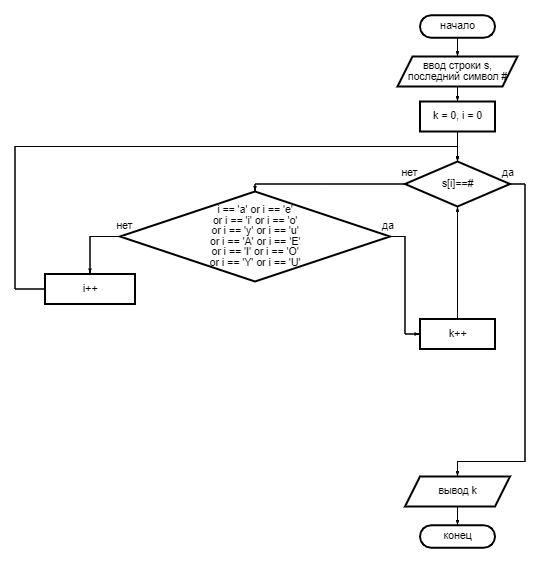 начало
ввод строки s,
последний символ #
k = 0, i = 0
нет
s[i]==#
да
i == 'a' or i == 'e'
or i == 'i' or i == 'o'
or i == 'y' or i == 'u'
or i == 'A' or i == 'E'
or i == 'I' or i == 'O'
or i == 'Y' or i == 'U'
нет
да
i++
k++
вывод k
конец